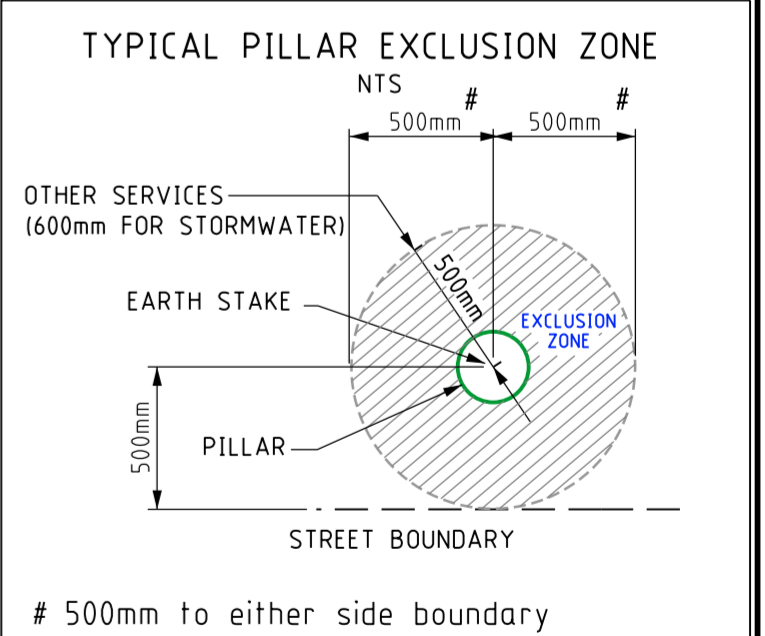 TYPICAL PILLAR EXCLUSION ZONE
NTS
# #
500mm 500mm
OTHER SERVICES
(600mm FOR STORMWATER)
500mm
EARTH STAKE
EXCLUSION
ZONE
500mm
PILLAR
STREET BOUNDARY
# 500mm to either side boundary